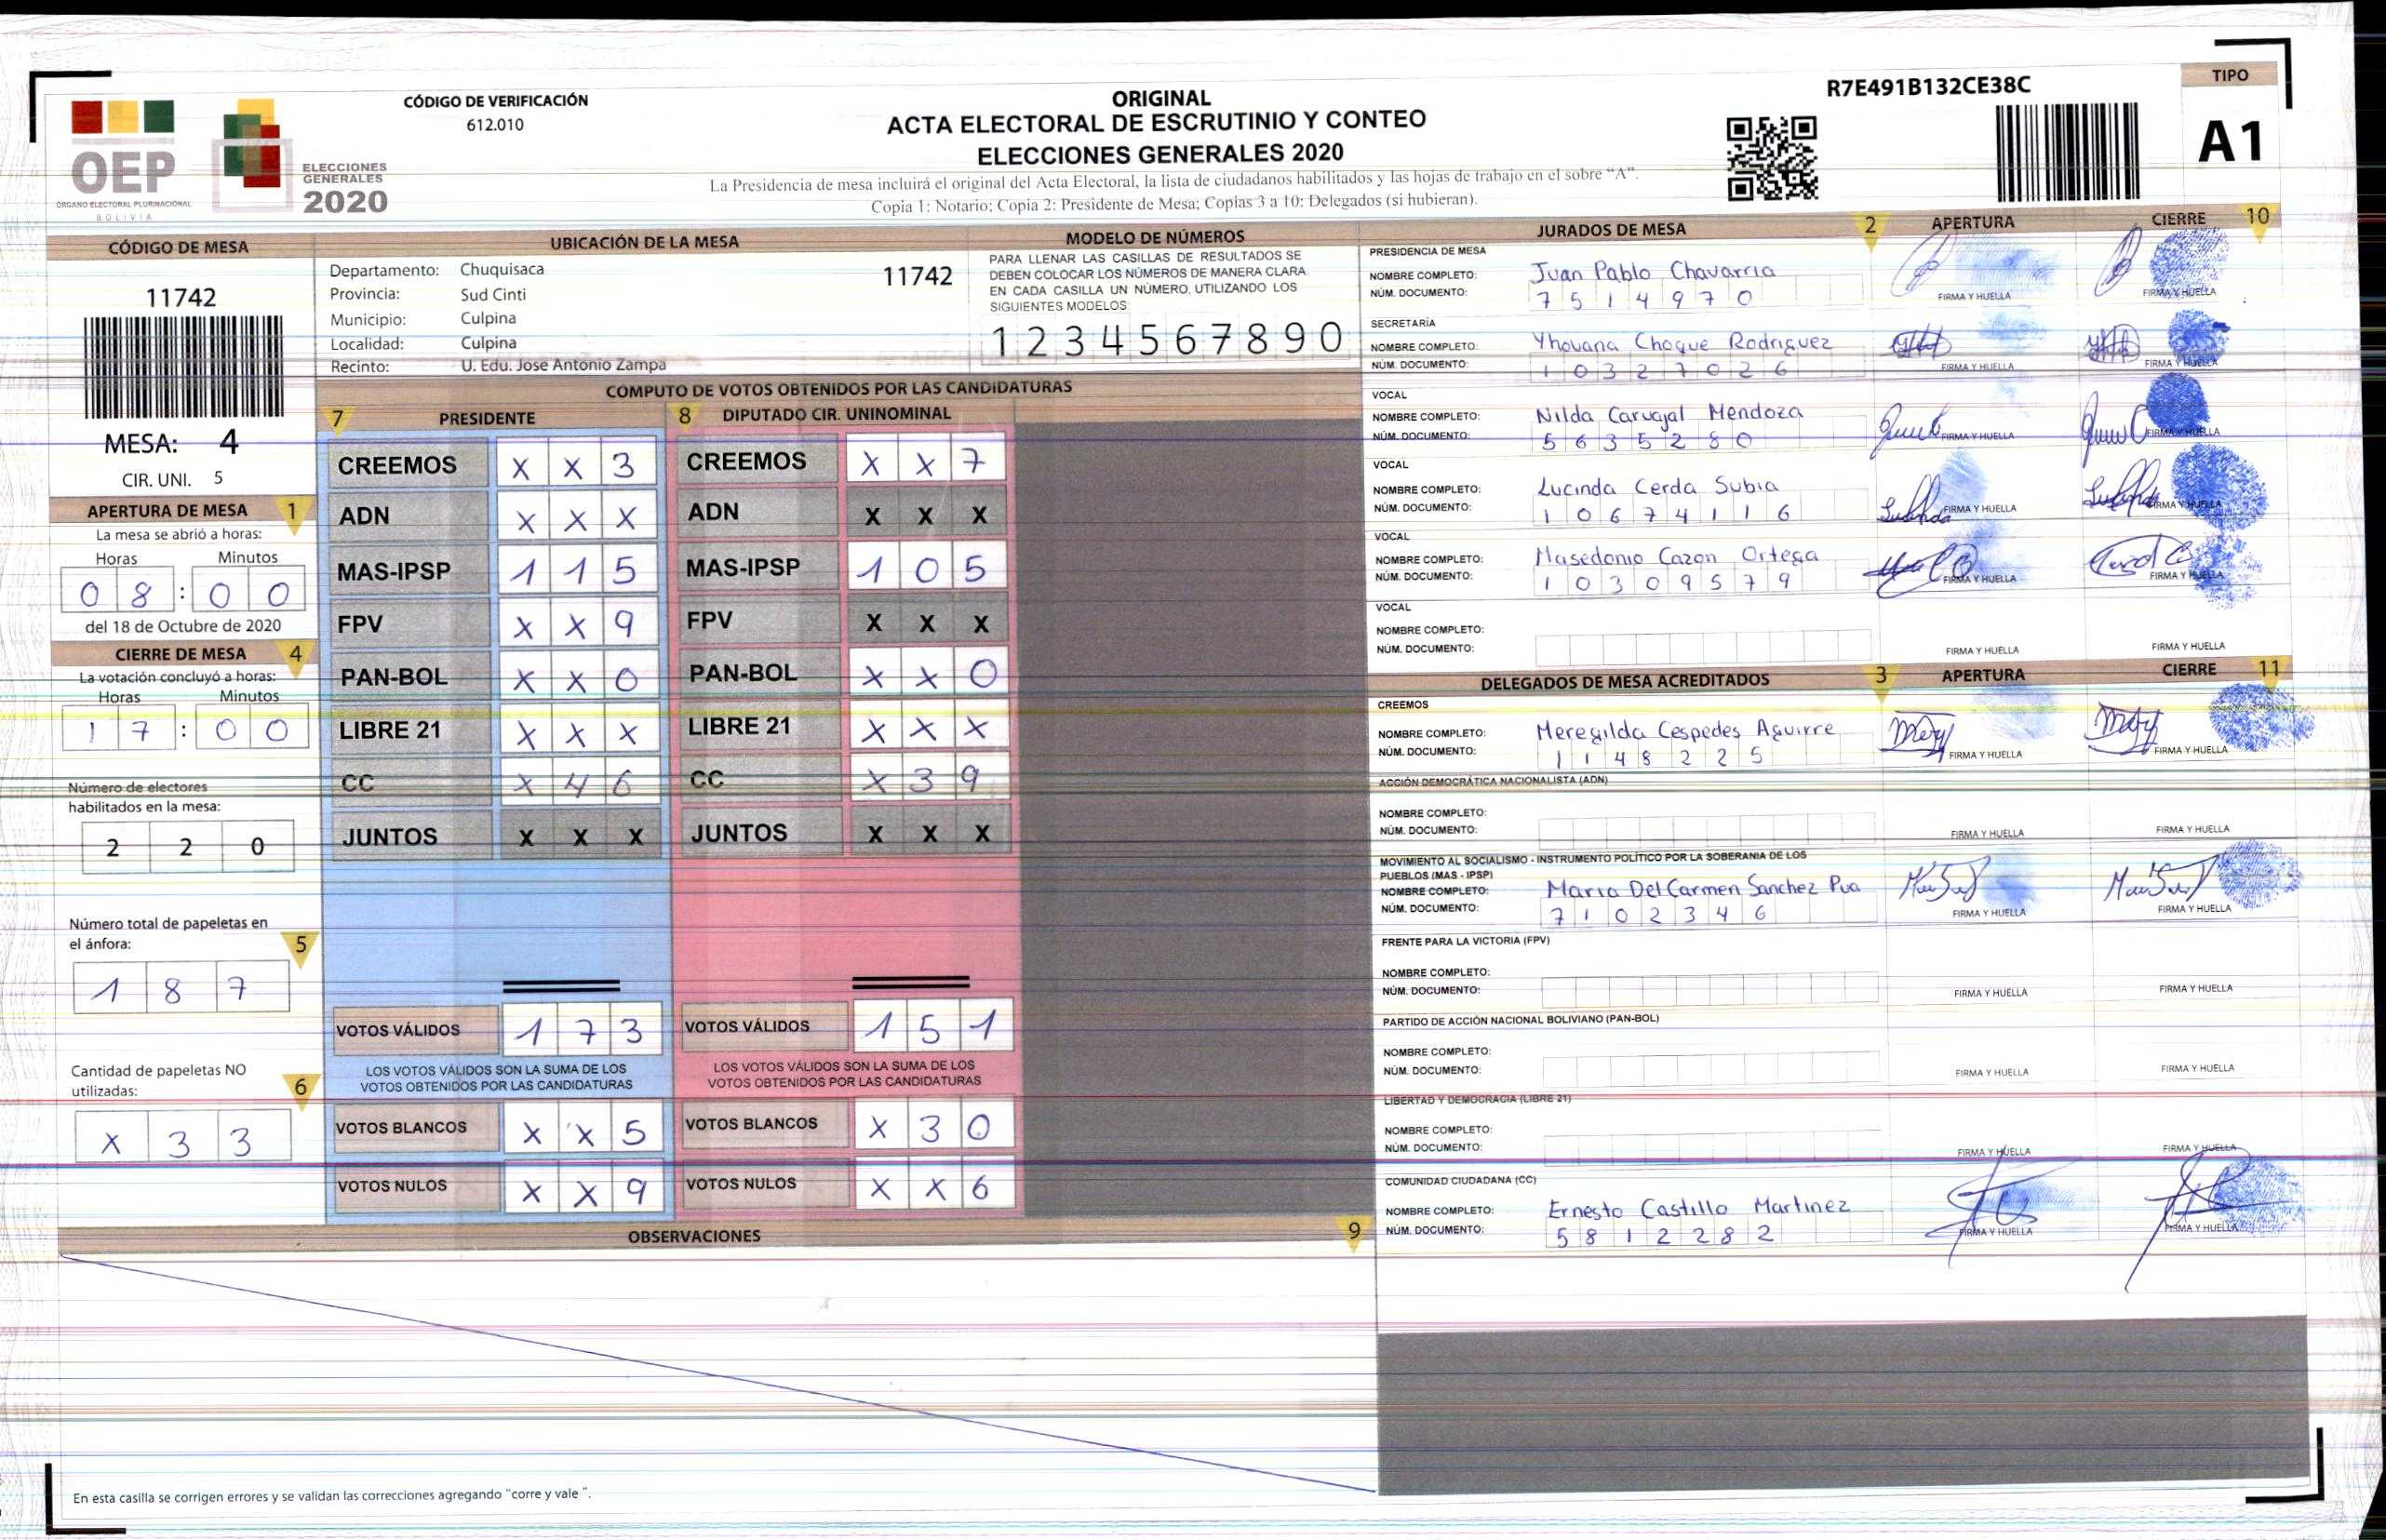 OEP
ÓRGANO ELECTORAL PLURINACIONAL
BOLIVIA
ELECCIONES
GENERALES
2020
CÓDIGO DE VERIFICACIÓN
612.010
ORIGINAL
ACTA ELECTORAL DE ESCRUTINIO Y CONTEO
ELECCIONES GENERALES 2020
La Presidencia de mesa incluirá el original del Acta Electoral, la lista de ciudadanos habilitados y las hojas de trabajo en el sobre “A”.
Copia 1: Notario; Copia 2: Presidente de Mesa; Copias 3 a 10: Delegados (si hubieran).
R7E491B132CE38C
TIPO
A1
CÓDIGO DE MESA
11742
MESA: 4
CIR. UNI. 5
APERTURA DE MESA 1
La mesa se abrió a horas:
Horas Minutos
0 8 : 0 0
del 18 de Octubre de 2020
CIERRE DE MESA 4
La votación concluyó a horas:
Horas Minutos
1 7 : 0 0
Número de electores
habilitados en la mesa:
2 2 0
Número total de papeletas en
el ánfora: 5
1 8 7
Cantidad de papeletas NO
utilizadas: 6
X 3 3
UBICACIÓN DE LA MESA
Departamento: Chuquisaca 11742
Provincia: Sud Cinti
Municipio: Culpina
Localidad: Culpina
Recinto: U. Edu. Jose Antonio Zampa
MODELO DE NÚMEROS
PARA LLENAR LAS CASILLAS DE RESULTADOS SE
DEBEN COLOCAR LOS NÚMEROS DE MANERA CLARA.
EN CADA CASILLA UN NÚMERO, UTILIZANDO LOS
SIGUIENTES MODELOS
1 2 3 4 5 6 7 8 9 0
CÓMPUTO DE VOTOS OBTENIDOS POR LAS CANDIDATURAS
7 PRESIDENTE 8 DIPUTADO CIR. UNINOMINAL
CREEMOS X X 3 CREEMOS X X 7
ADN X X X ADN X X X
MAS-IPSP 1 1 5 MAS-IPSP 1 0 5
FPV X X 9 FPV X X X
PAN-BOL X X 0 PAN-BOL X X 0
LIBRE 21 X X X LIBRE 21 X X X
CC X 4 6 CC X 3 9
JUNTOS X X X JUNTOS X X X
VOTOS VÁLIDOS 1 7 3 VOTOS VÁLIDOS 1 5 1
LOS VOTOS VÁLIDOS SON LA SUMA DE LOS LOS VOTOS VÁLIDOS SON LA SUMA DE LOS
VOTOS OBTENIDOS POR LAS CANDIDATURAS VOTOS OBTENIDOS POR LAS CANDIDATURAS
VOTOS BLANCOS X X 5 VOTOS BLANCOS X 3 0
VOTOS NULOS X X 9 VOTOS NULOS X X 6
OBSERVACIONES 9
En esta casilla se corrigen errores y se validan las correcciones agregando “corre y vale ”.
JURADOS DE MESA 2 APERTURA CIERRE 10
PRESIDENCIA DE MESA
NOMBRE COMPLETO: Juan Pablo Chavarria
NÚM. DOCUMENTO: 7 5 1 4 9 7 0 FIRMA Y HUELLA FIRMA Y HUELLA
SECRETARÍA
NOMBRE COMPLETO: Yhovana Choque Rodriguez
NÚM. DOCUMENTO: 1 0 3 2 7 0 2 6 FIRMA Y HUELLA FIRMA Y HUELLA
VOCAL
NOMBRE COMPLETO: Nilda Carvajal Mendoza
NÚM. DOCUMENTO: 5 6 3 5 2 8 0 FIRMA Y HUELLA FIRMA Y HUELLA
VOCAL
NOMBRE COMPLETO: Lucinda Cerda Subia
NÚM. DOCUMENTO: 1 0 6 7 4 1 1 6 FIRMA Y HUELLA FIRMA Y HUELLA
VOCAL
NOMBRE COMPLETO: Masedonio Cazon Ortega
NÚM. DOCUMENTO: 1 0 3 0 9 5 7 9 FIRMA Y HUELLA FIRMA Y HUELLA
VOCAL
NOMBRE COMPLETO:
NÚM. DOCUMENTO: FIRMA Y HUELLA FIRMA Y HUELLA
DELEGADOS DE MESA ACREDITADOS 3 APERTURA CIERRE 11
CREEMOS
NOMBRE COMPLETO: Meregilda Cespedes Aguirre
NÚM. DOCUMENTO: 1 1 4 8 2 2 5 FIRMA Y HUELLA FIRMA Y HUELLA
ACCIÓN DEMOCRÁTICA NACIONALISTA (ADN)
NOMBRE COMPLETO:
NÚM. DOCUMENTO: FIRMA Y HUELLA FIRMA Y HUELLA
MOVIMIENTO AL SOCIALISMO - INSTRUMENTO POLÍTICO POR LA SOBERANIA DE LOS
PUEBLOS (MAS - IPSP)
NOMBRE COMPLETO: Maria Del Carmen Sanchez Pua
NÚM. DOCUMENTO: 7 1 0 2 3 4 6 FIRMA Y HUELLA FIRMA Y HUELLA
FRENTE PARA LA VICTORIA (FPV)
NOMBRE COMPLETO:
NÚM. DOCUMENTO: FIRMA Y HUELLA FIRMA Y HUELLA
PARTIDO DE ACCIÓN NACIONAL BOLIVIANO (PAN-BOL)
NOMBRE COMPLETO:
NÚM. DOCUMENTO: FIRMA Y HUELLA FIRMA Y HUELLA
LIBERTAD Y DEMOCRACIA (LIBRE 21)
NOMBRE COMPLETO:
NÚM. DOCUMENTO: FIRMA Y HUELLA FIRMA Y HUELLA
COMUNIDAD CIUDADANA (CC)
NOMBRE COMPLETO: Ernesto Castillo Martinez
NÚM. DOCUMENTO: 5 8 1 2 2 8 2 FIRMA Y HUELLA FIRMA Y HUELLA